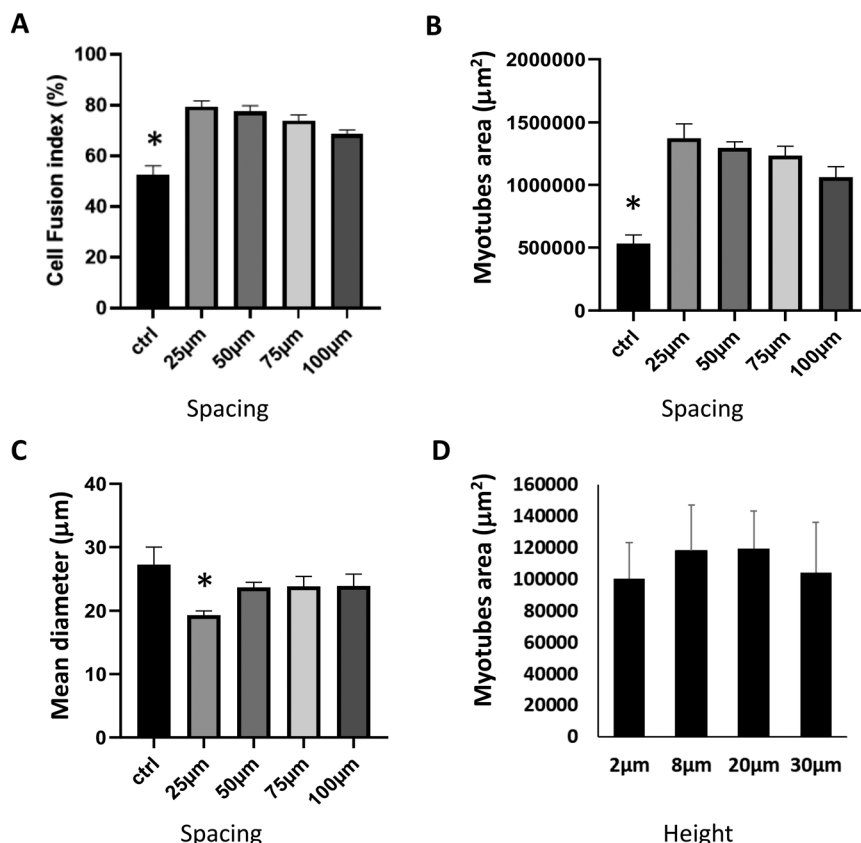 A
Cell Fusion index (%)
100
80
60
40
20
0
*
ctrl
25μm
50μm
75μm
100μm
Spacing
B
Myotubes area (μm²)
2000000
1500000
1000000
500000
0
*
ctrl
25μm
50μm
75μm
100μm
Spacing
C
Mean diameter (μm)
40
30
20
10
0
*
ctrl
25μm
50μm
75μm
100μm
Spacing
D
Myotubes area (μm²)
160000
140000
120000
100000
80000
60000
40000
20000
0
2μm 8μm 20μm 30μm
Height